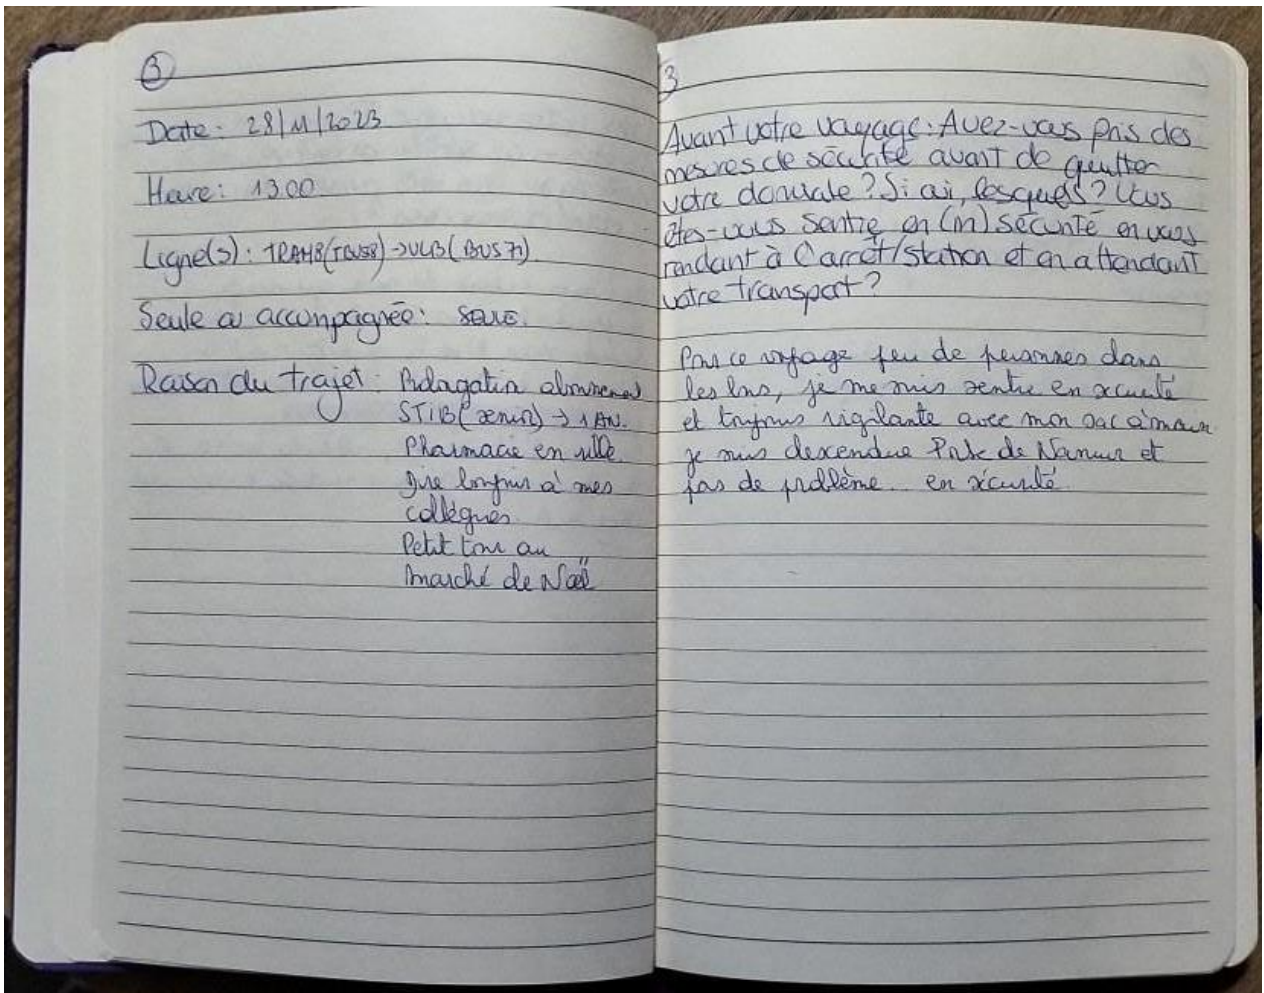 3
Date: 28/11/2023
Heure: 13:00
Ligne(s): TRAM8 → ULB (BUS 71)
Seule ou accompagnée: SEULE.
Raison du trajet: Prolongation abonnement
STIB (senior) → 1 AN.
Pharmacie en ville
Dire bonjour à mes
collègues.
Petit tour au
marché de Noël
3
Avant votre voyage: Avez-vous pris des
mesures de sécurité avant de quitter
votre domicile? Si oui, lesquels? Vous
êtes-vous sentie en (in)sécurité en vous
rendant à l'arrêt/station et en attendant
votre transport?
Pour ce voyage peu de personnes dans
les bus, je me suis sentie en sécurité
et toujours vigilante avec mon sac à main.
je suis descendue Porte de Namur et
pas de problème en sécurité